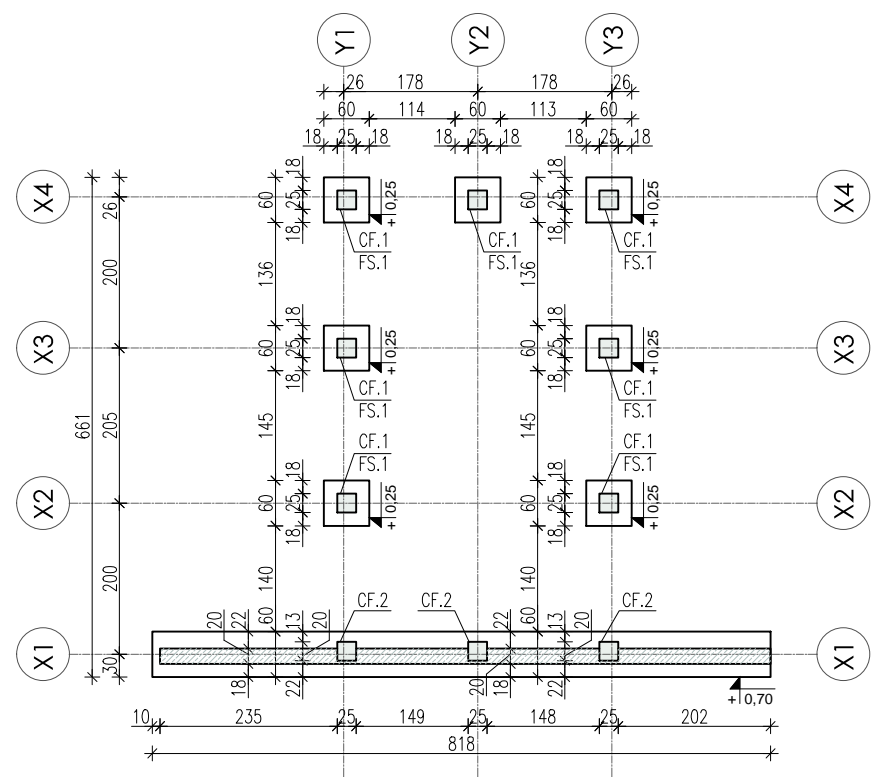 Y1 Y2 Y3
26 178 178 26
60 114 60 113 60
18 25 18 18 25 18 18 25 18
X4 X4
26
60 18 25 18
60 18 25 18
+ 0,25
+ 0,25
CF.1 CF.1 CF.1
FS.1 FS.1 FS.1
200 136 136
X3 X3
60 18 25 18
60 18 25 18
+ 0,25
+ 0,25
CF.1 CF.1
FS.1 FS.1
661 205 145 145
CF.1 CF.1
FS.1 FS.1
X2 X2
60 18 25 18
60 18 25 18
+ 0,25
+ 0,25
200 140 140
CF.2 CF.2 CF.2
20 22 60 13 20 22 60 13 20
X1 X1
30 18 22 20 20 22
+ 0,70
10 235 25 149 25 148 25 202
818